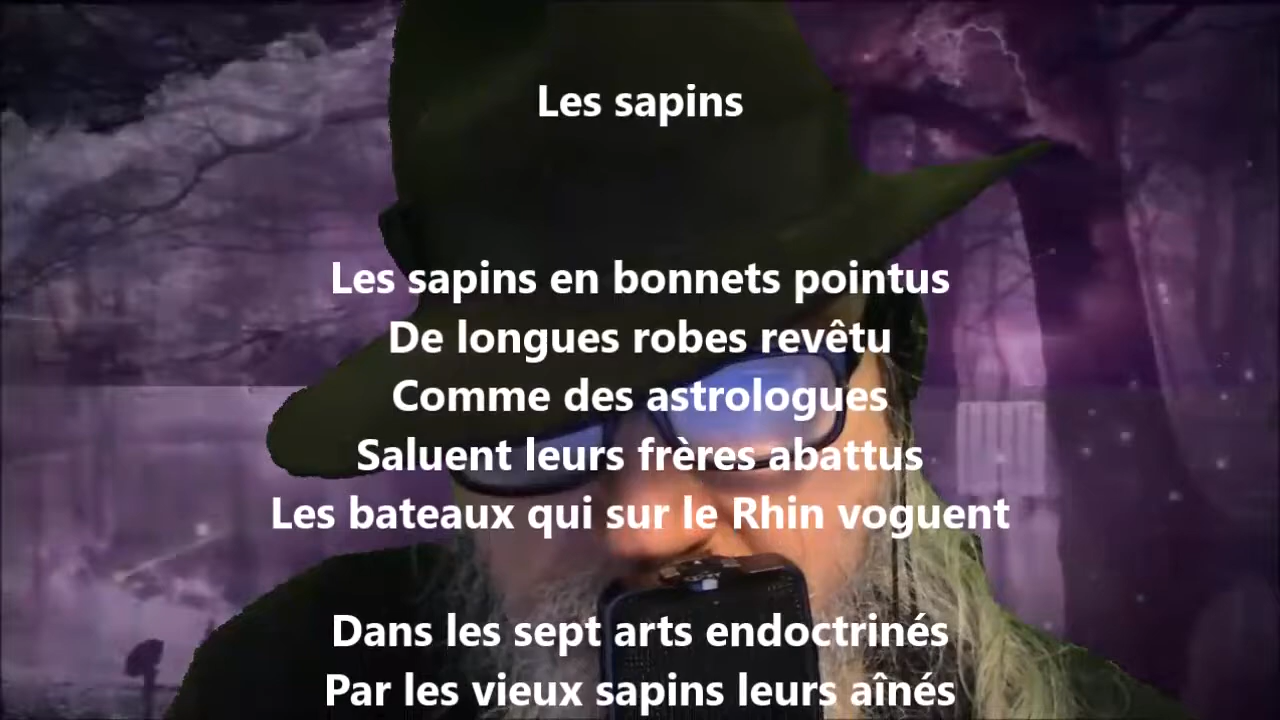 Les sapins
Les sapins en bonnets pointus
De longues robes revêtu
Comme des astrologues
Saluent leurs frères abattus
Les bateaux qui sur le Rhin voguent
Dans les sept arts endoctrinés
Par les vieux sapins leurs aînés